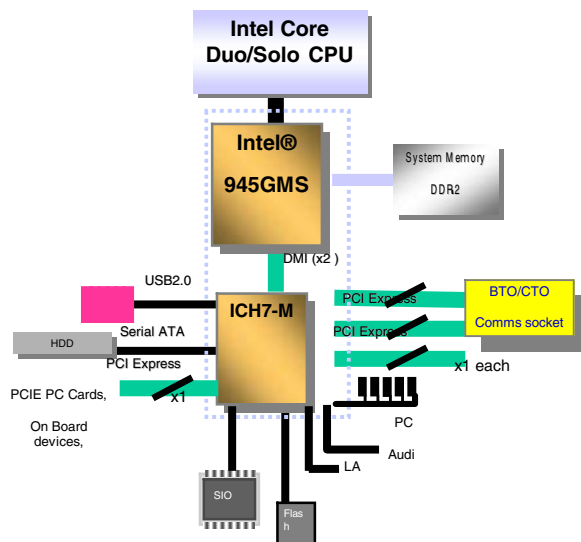 Intel Core
Duo/Solo CPU
Intel®
945GMS
System Memory
DDR2
DMI (x2 )
USB2.0
ICH7-M
PCI Express
BTO/CTO
Serial ATA
PCI Express
Comms socket
HDD
PCI Express
x1 each
PCIE PC Cards,
x1
On Board
devices,
PC
Audi
LA
SIO
Flas
h